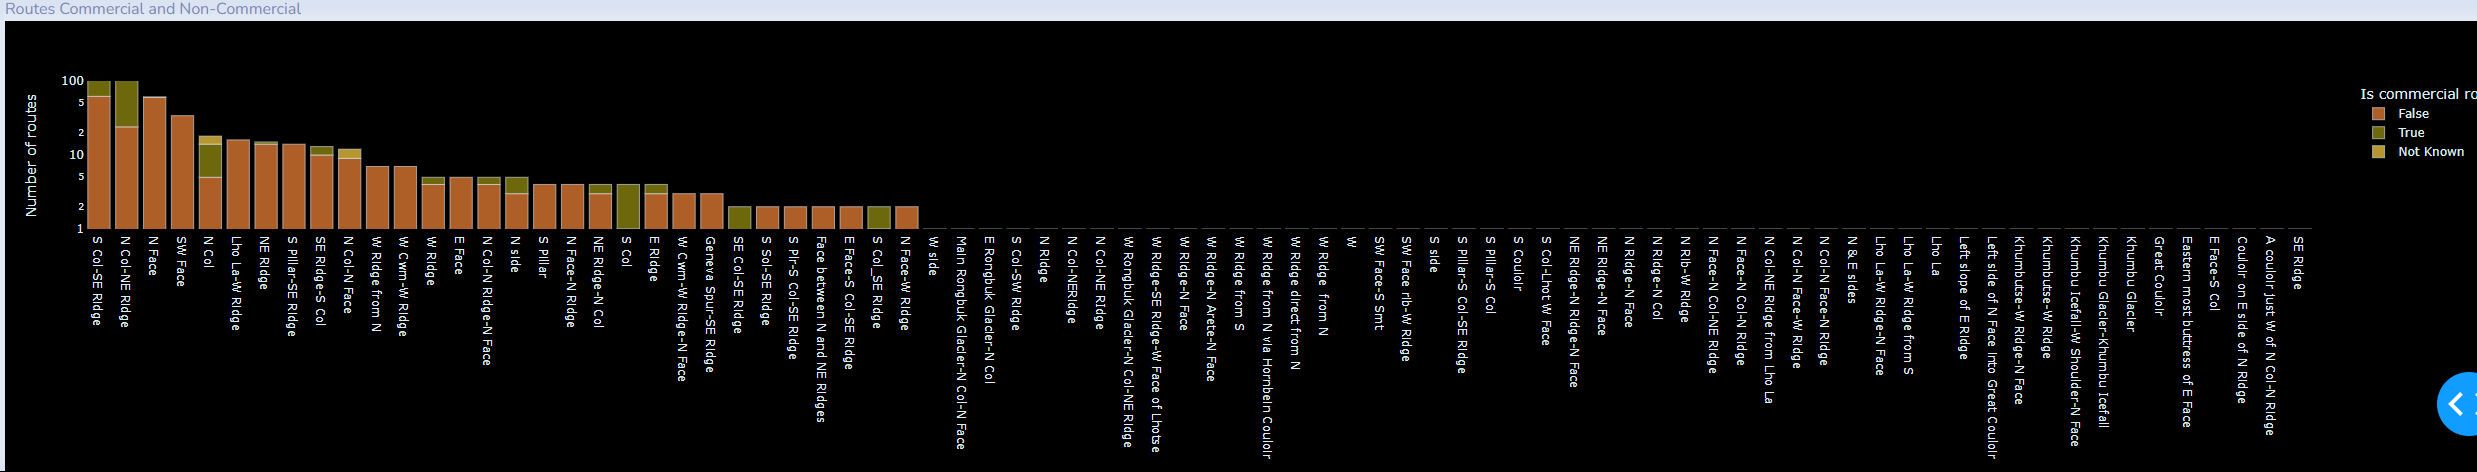 Routes Commercial and Non-Commercial
Number of routes
100
5
2
10
5
2
1
Is commercial ro
False
True
Not Known
S Col-SE Ridge
N Col-NE Ridge
N Face
SW Face
N Col
Lho La-W Ridge
NE Ridge
S Pillar-SE Ridge
SE Ridge-S Col
N Col-N Face
W Ridge from N
W Cwm-W Ridge
W Ridge
E Face
N Col-N Ridge-N Face
N side
S Pillar
N Face-N Ridge
NE Ridge-N Col
S Col
E Ridge
W Cwm-W Ridge-N Face
Geneva Spur-SE Ridge
SE Col-SE Ridge
S Sol-SE Ridge
S Plr-S Col-SE Ridge
Face between N and NE Ridges
E Face-S Col-SE Ridge
S Col_SE Ridge
N Face-W Ridge
W side
Main Rongbuk Glacier-N Col-N Face
E Rongbuk Glacier-N Col
S Col-SW Ridge
N Ridge
N Col-NERidge
N Col-NE RIdge
W Rongbuk Glacier-N Col-NE Ridge
W Ridge-SE Ridge-W Face of Lhotse
W Ridge-N Face
W Ridge-N Arete-N Face
W Ridge from S
W Ridge from N via Hornbein Couloir
W Ridge direct from N
W Ridge  from N
W
SW Face-S Smt
SW Face rib-W Ridge
S side
S Pillar-S Col-SE Ridge
S Pillar-S Col
S Couloir
S Col-Lhot W Face
NE Ridge-N Ridge-N Face
NE Ridge-N Face
N Ridge-N Face
N Ridge-N Col
N Rib-W Ridge
N Face-N Col-NE Ridge
N Face-N Col-N Ridge
N Col-NE Ridge from Lho La
N Col-N Face-W Ridge
N Col-N Face-N Ridge
N &E sides
Lho La-W Ridge-N Face
Lho La-W Ridge from S
Lho La
Left slope of E Ridge
Left side of N Face into Great Couloir
Khumbutse-W Ridge-N Face
Khumbutse-W Ridge
Khumbu Icefall-W Shoulder-N Face
Khumbu Glacier-Khumbu Icefall
Khumbu Glacier
Great Couloir
Eastern most buttress of E Face
E Face-S Col
Couloir on E side of N Ridge
A couloir just W of N Col-N Ridge
SE Ridge